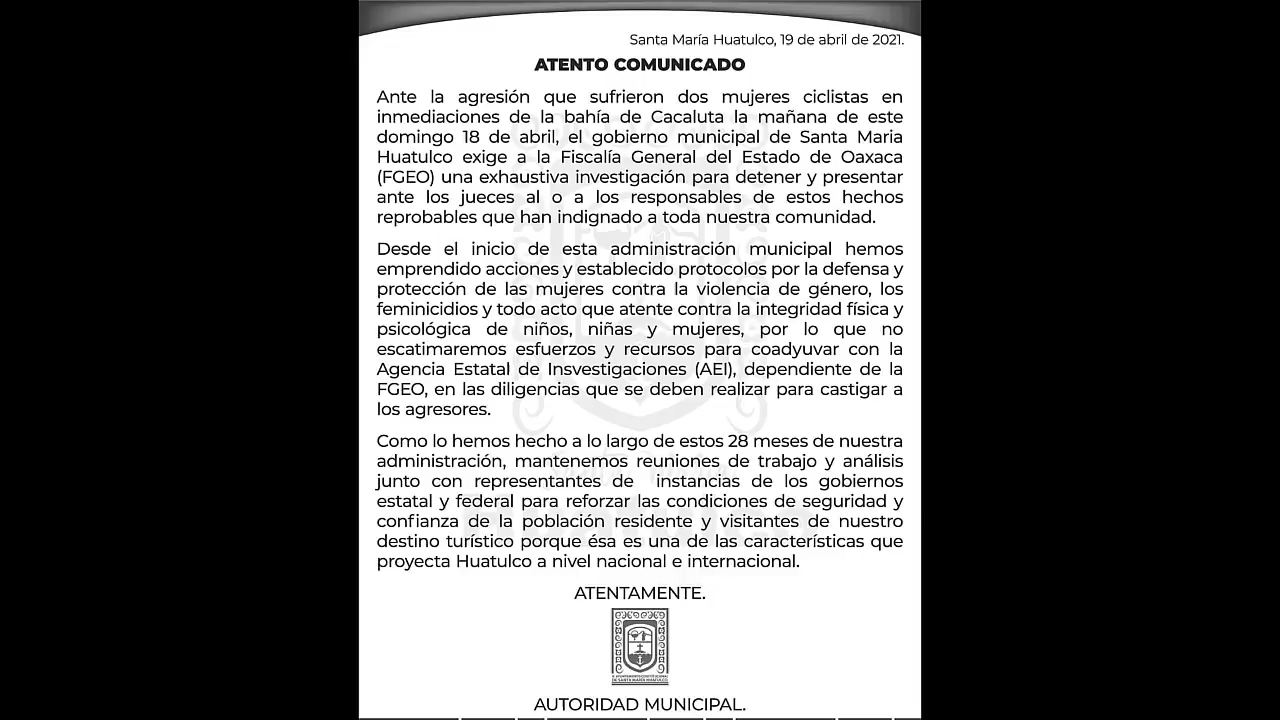 Santa María Huatulco, 19 de abril de 2021.
ATENTO COMUNICADO
Ante la agresión que sufrieron dos mujeres ciclistas en
inmediaciones de la bahía de Cacaluta la mañana de este
domingo 18 de abril, el gobierno municipal de Santa Maria
Huatulco exige a la Fiscalía General del Estado de Oaxaca
(FGEO) una exhaustiva investigación para detener y presentar
ante los jueces al o a los responsables de estos hechos
reprobables que han indignado a toda nuestra comunidad.
Desde el inicio de esta administración municipal hemos
emprendido acciones y establecido protocolos por la defensa y
protección de las mujeres contra la violencia de género, los
feminicidios y todo acto que atente contra la integridad física y
psicológica de niños, niñas y mujeres, por lo que no
escatimaremos esfuerzos y recursos para coadyuvar con la
Agencia Estatal de Insvestigaciones (AEI), dependiente de la
FGEO, en las diligencias que se deben realizar para castigar a
los agresores.
Como lo hemos hecho a lo largo de estos 28 meses de nuestra
administración, mantenemos reuniones de trabajo y análisis
junto con representantes de instancias de los gobiernos
estatal y federal para reforzar las condiciones de seguridad y
confianza de la población residente y visitantes de nuestro
destino turístico porque ésa es una de las características que
proyecta Huatulco a nivel nacional e internacional.
ATENTAMENTE.
H. AYUNTAMIENTO CONSTITUCIONAL
DE SANTA MARÍA HUATULCO
AUTORIDAD MUNICIPAL.